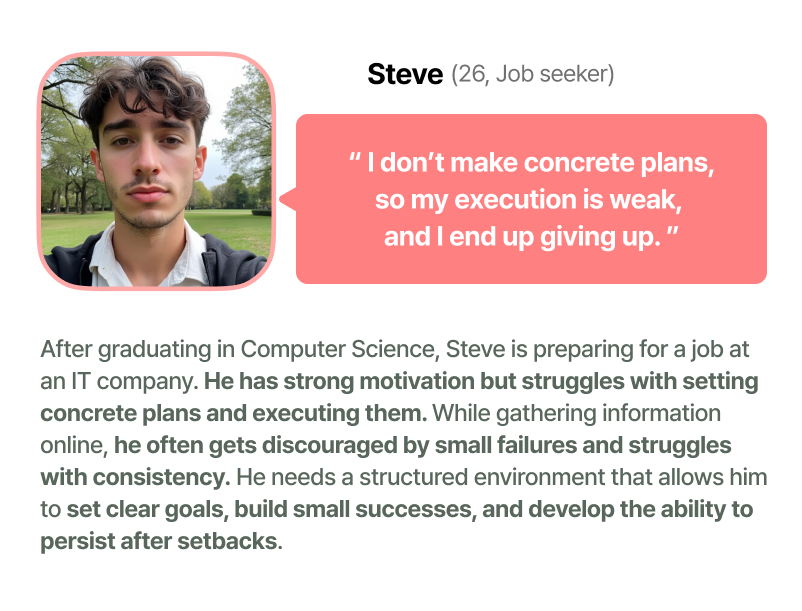 Steve (26, Job seeker)
“ I don’t make concrete plans,
so my execution is weak,
and I end up giving up. ”
After graduating in Computer Science, Steve is preparing for a job at
an IT company. He has strong motivation but struggles with setting
concrete plans and executing them. While gathering information
online, he often gets discouraged by small failures and struggles
with consistency. He needs a structured environment that allows him
to set clear goals, build small successes, and develop the ability to
persist after setbacks.